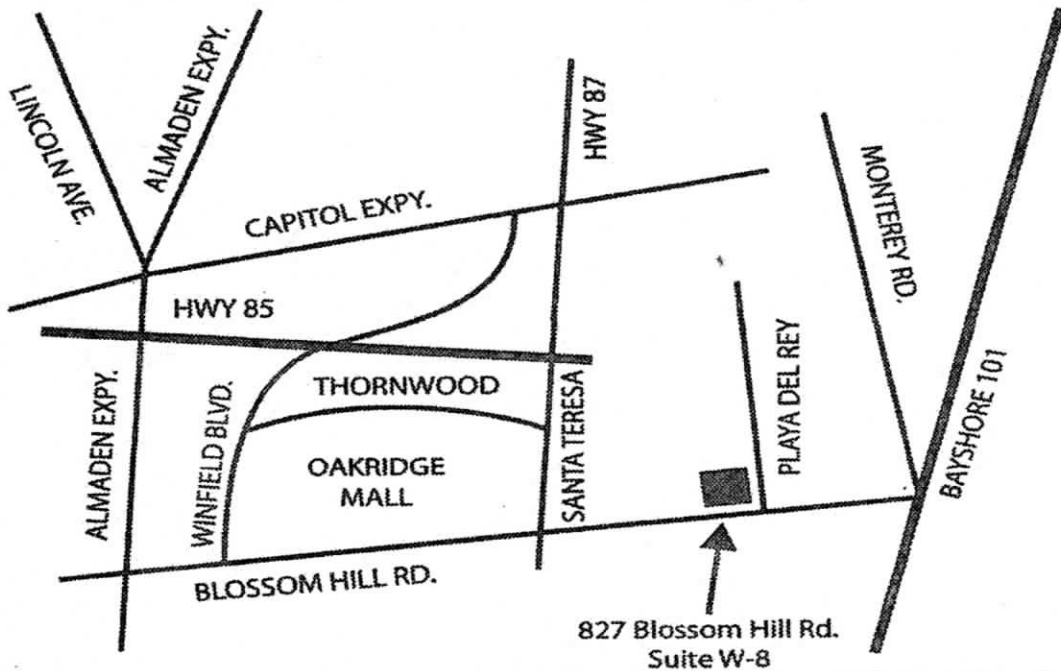 LINCOLN AVE.
ALMADEN EXPY.
HWY 87
CAPITOL EXPY.
MONTEREY RD.
HWY 85
THORNWOOD
PLAYA DEL REY
BAYSHORE 101
ALMADEN EXPY.
WINFIELD BLVD.
OAKRIDGE
MALL
SANTA TERESA
BLOSSOM HILL RD.
827 Blossom Hill Rd.
Suite W-8